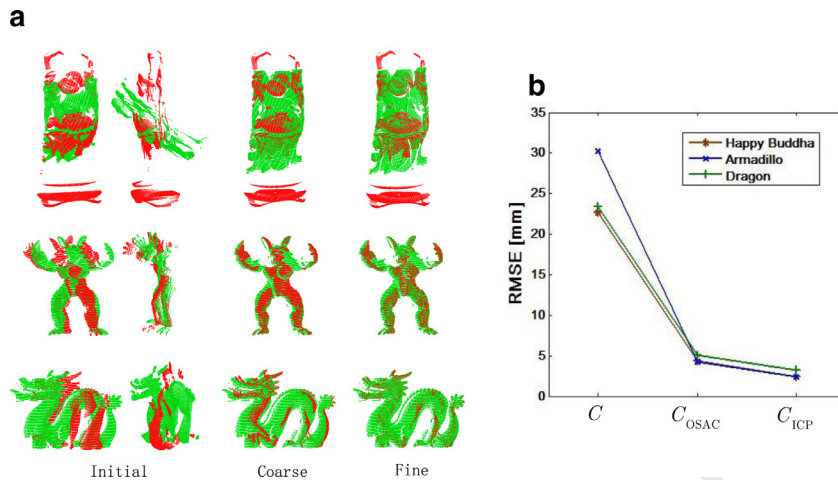 a
Initial
Coarse
Fine
b
RMSE [mm]
35
30
25
20
15
10
5
0
Happy Buddha
Armadillo
Dragon
C
C_OSAC
C_ICP